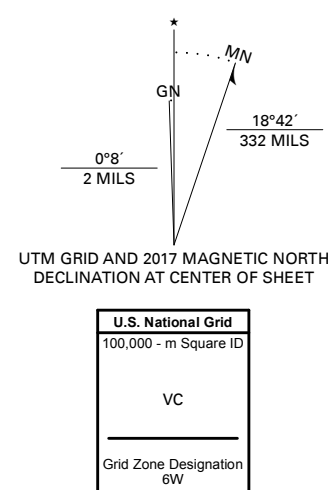 ★
MN
GN
18°42´
332 MILS
0°8´
2 MILS
UTM GRID AND 2017 MAGNETIC NORTH
DECLINATION AT CENTER OF SHEET
U.S. National Grid
100,000 - m Square ID
VC
Grid Zone Designation
6W